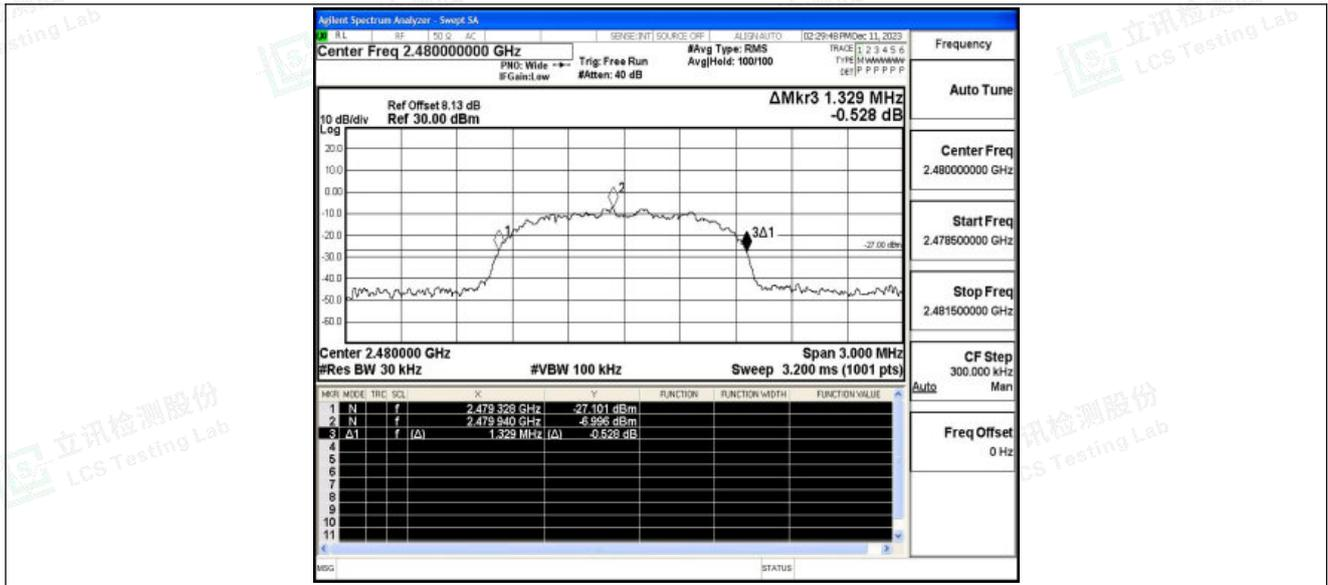 Agilent Spectrum Analyzer - Swept SA
RL RF 50 Ω AC SENSE:INT SOURCE OFF ALIGN AUTO 02:29:48 PM Dec 11, 2023
Center Freq 2.480000000 GHz
PNO: Wide
IFGain:Low
Trig: Free Run
#Atten: 40 dB
#Avg Type: RMS
Avg|Hold: 100/100
TRACE 1 2 3 4 5 6
TYPE M W W W W W
DET P P P P P P
Frequency
Auto Tune
Ref Offset 8.13 dB
Ref 30.00 dBm
10 dB/div
Log
ΔMkr3 1.329 MHz
-0.528 dB
20.0
10.0
0.00
-10.0
-20.0
-30.0
-40.0
-50.0
-60.0
1
2
3Δ1
-27.00 dBm
Center Freq
2.480000000 GHz
Start Freq
2.478500000 GHz
Stop Freq
2.481500000 GHz
Center 2.480000 GHz
#Res BW 30 kHz
#VBW 100 kHz
Span 3.000 MHz
Sweep 3.200 ms (1001 pts)
CF Step
300.000 kHz
Auto Man
Freq Offset
0 Hz
MKR MODE TRC SCL X Y FUNCTION FUNCTION WIDTH FUNCTION VALUE
1 N f 2.479 328 GHz -27.101 dBm
2 N f 2.479 940 GHz -6.996 dBm
3 Δ1 f (Δ) 1.329 MHz (Δ) -0.528 dB
4
5
6
7
8
9
10
11
MSG
STATUS
立讯检测股份
LCS Testing Lab
立讯检测股份
LCS Testing Lab